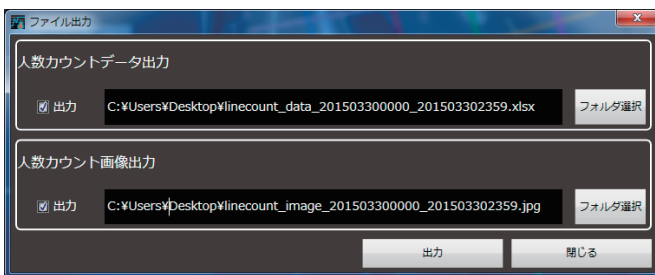 ファイル出力
人数カウントデータ出力
出力 C:¥Users¥Desktop¥linecount_data_201503300000_201503302359.xlsx フォルダ選択
人数カウント画像出力
出力 C:¥Users¥Desktop¥linecount_image_201503300000_201503302359.jpg フォルダ選択
出力 閉じる